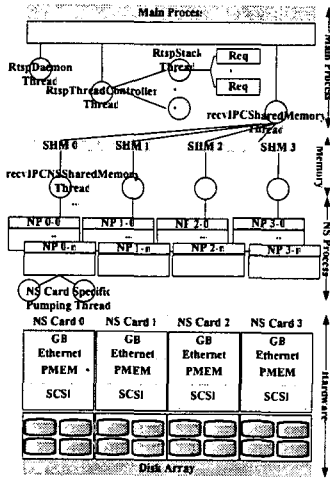 Main Process
RtspStack
Thread
Req
Req
RtspDaemon
Thread
RtspThreadController
Thread
recvIPCSharedMemory
Thread
Main Process
SHM 0
SHM 1
SHM 2
SHM 3
Memory
recvIPCNSSharedMemory
Thread
NP 0-0
NP 1-0
NP 2-0
NP 3-0
...
...
...
...
NP 0-n
NP 1-n
NP 2-n
NP 3-n
NS Process
NS Card Specific
Pumping Thread
NS Card 0
NS Card 1
NS Card 2
NS Card 3
GB
GB
GB
GB
Ethernet
Ethernet
Ethernet
Ethernet
PMEM
PMEM
PMEM
PMEM
SCSI
SCSI
SCSI
SCSI
Hardware
Disk Array